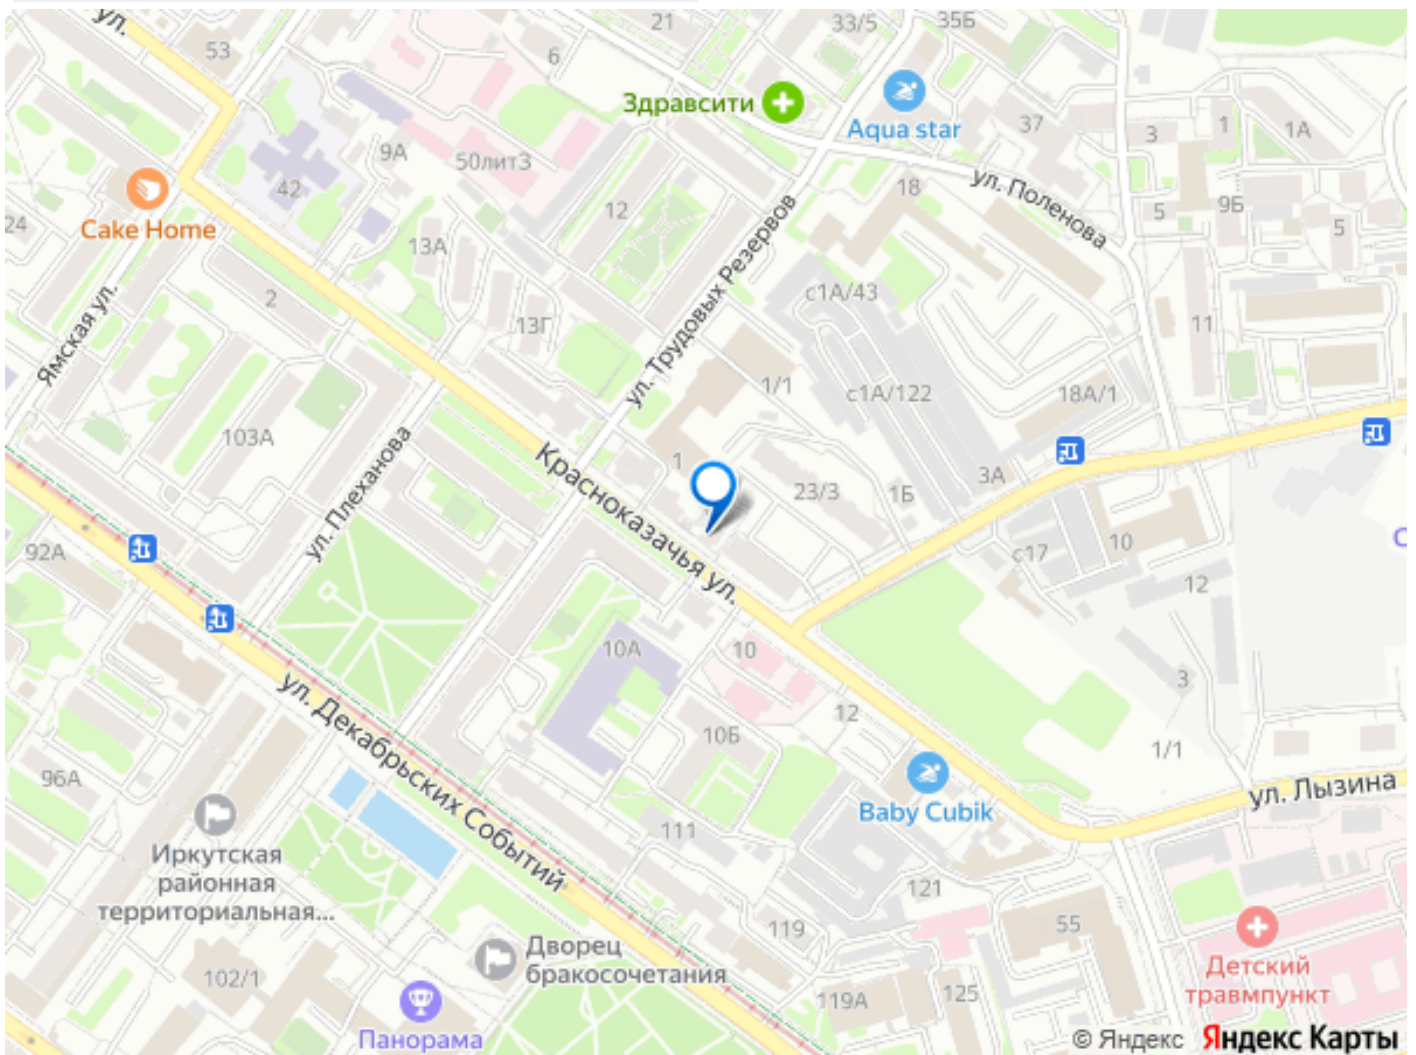 ул.
53
6
21
33/5
35Б
Здравсити
Aqua star
37
3
1
1А
9А
50лит3
42
Cake Home
24
12
18
ул. Поленова
5
9Б
5
13А
ул. Трудовых Резервов
с1А/43
2
Ямская ул.
13Г
11
1/1
с1А/122
18А/1
103А
ул. Плеханова
Красноказачья ул.
1
23/3
1Б
3А
92А
с17
10
12
10А
10
3
ул. Декабрьских Событий
12
10Б
1/1
96А
ул. Лызина
Baby Cubik
111
Иркутская
районная
территориальная...
121
119
55
Дворец
бракосочетания
102/1
Детский
травмпункт
119А
125
Панорама
© Яндекс Яндекс Карты
С